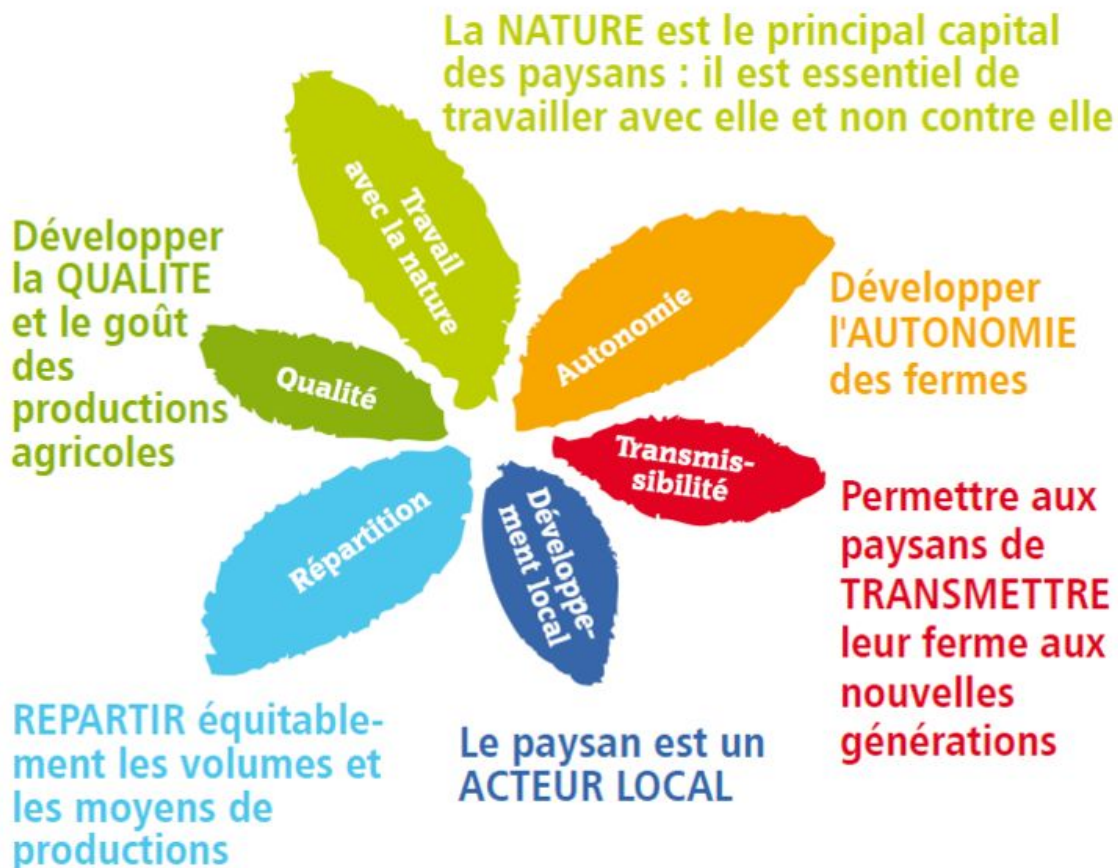 La NATURE est le principal capital
des paysans : il est essentiel de
travailler avec elle et non contre elle
Travail
avec la nature
Développer
la QUALITE
et le goût
des
productions
agricoles
Qualité
Autonomie
Développer
l'AUTONOMIE
des fermes
Transmis-
sibilité
Permettre aux
paysans de
TRANSMETTRE
leur ferme aux
nouvelles
générations
Développe-
ment local
Le paysan est un
ACTEUR LOCAL
Répartition
REPARTIR équitable-
ment les volumes et
les moyens de
productions